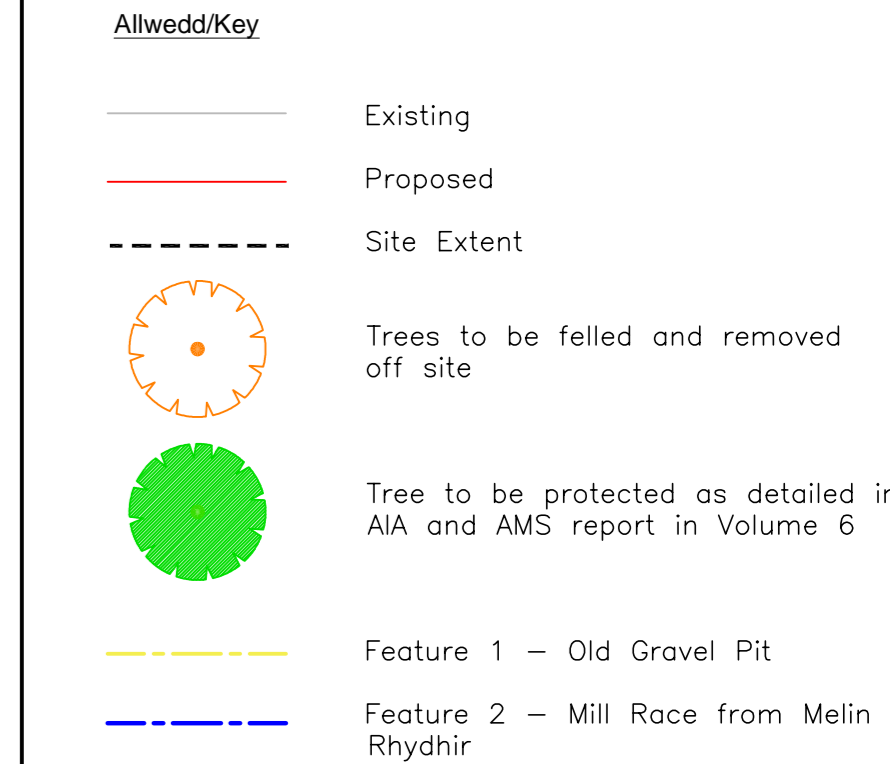 Allwedd/Key
Existing
Proposed
Site Extent
Trees to be felled and removed
off site
Tree to be protected as detailed in
AIA and AMS report in Volume 6
Feature 1 – Old Gravel Pit
Feature 2 – Mill Race from Melin
Rhydhir